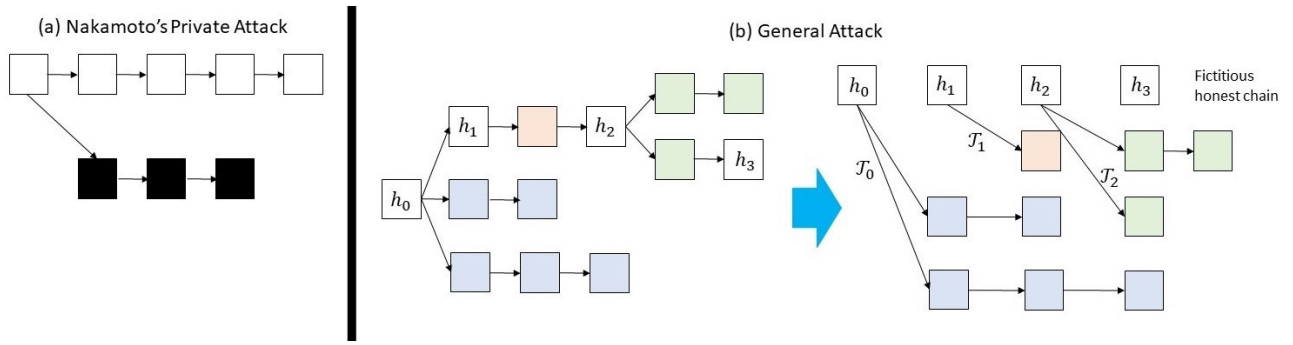 (a) Nakamoto's Private Attack
(b) General Attack
h₁
h₂
h₃
h₀
h₀
h₁
h₂
h₃
Fictitious
honest chain
𝒯₁
𝒯₀
𝒯₂